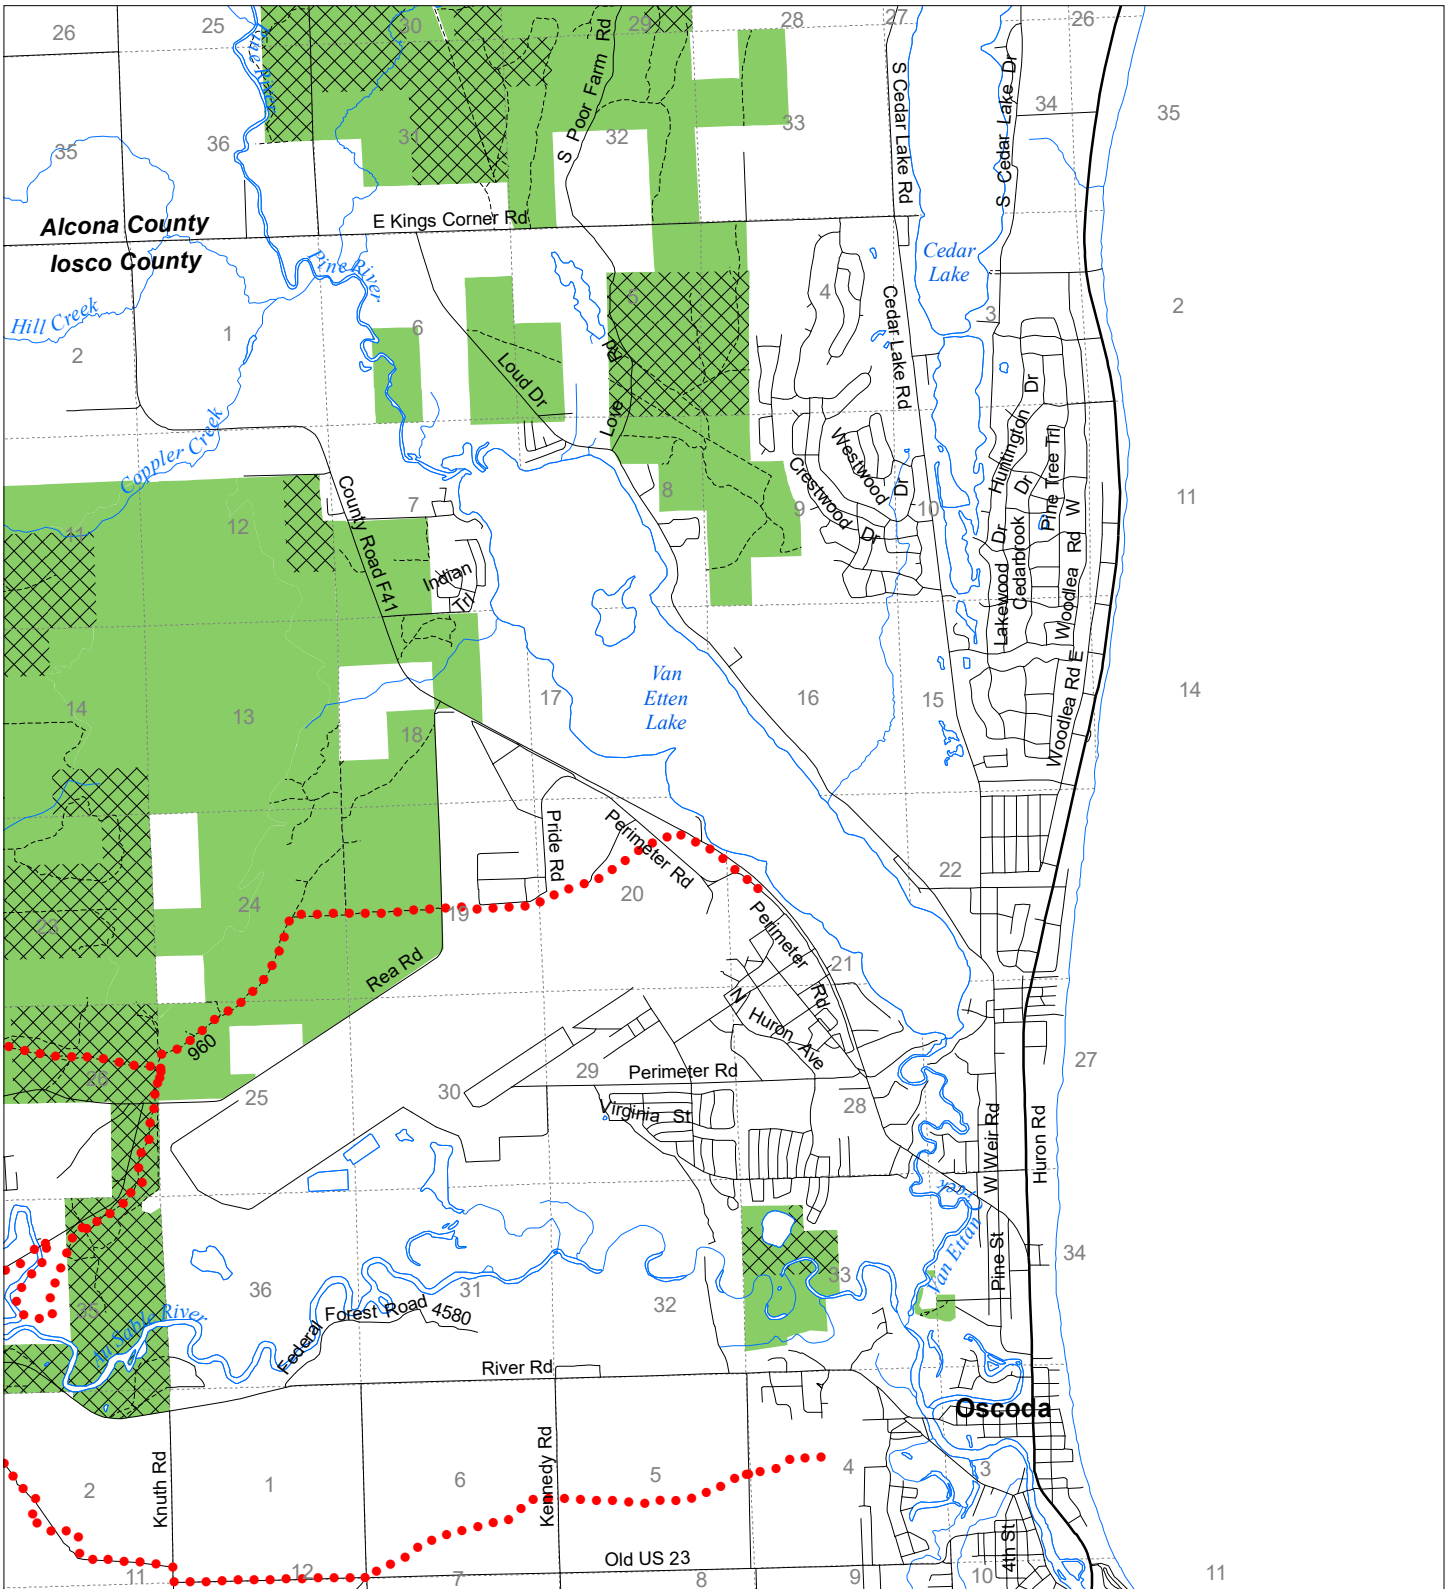 26
25
30
29
28
27
26
Pine River
S Poor Farm Rd
S Cedar Lake Rd
S Cedar Lake Dr
34
35
35
36
31
32
33
Alcona County
Iosco County
E Kings Corner Rd
Pine River
Cedar
Lake
Hill Creek
2
1
6
5
4
3
2
Loud Dr
Love Rd
Cedar Lake Rd
Huntington Dr
Coppler Creek
Westwood Dr
Crestwood Dr
Pine Tree Trl
11
12
7
8
9
10
11
County Road F41
Indian
Trl
Lakewood Dr
Cedarbrook Dr
Woodlea Rd W
Woodlea Rd E
14
13
18
17
Van
Etten
Lake
16
15
14
Pride Rd
Perimeter Rd
23
24
19
20
22
Rea Rd
Perimeter Rd
21
N Huron Ave
960
26
25
30
29
Perimeter Rd
28
27
Virginia St
N Weir Rd
Huron Rd
Van Ettan Creek
Pine St
34
35
36
31
32
33
Au Sable River
Federal Forest Road 4580
River Rd
Oscoda
Knuth Rd
Kennedy Rd
2
1
6
5
4
3
4th St
Old US 23
11
12
7
8
9
10
11